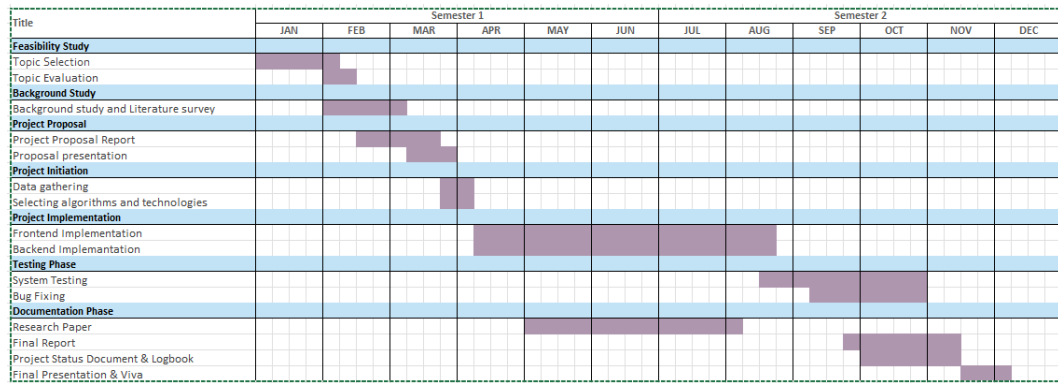 Title
Semester 1 Semester 2
JAN FEB MAR APR MAY JUN JUL AUG SEP OCT NOV DEC
Feasibility Study
Topic Selection
Topic Evaluation
Background Study
Background study and Literature survey
Project Proposal
Project Proposal Report
Proposal presentation
Project Initiation
Data gathering
Selecting algorithms and technologies
Project Implementation
Frontend Implementation
Backend Implemantation
Testing Phase
System Testing
Bug Fixing
Documentation Phase
Research Paper
Final Report
Project Status Document & Logbook
Final Presentation & Viva